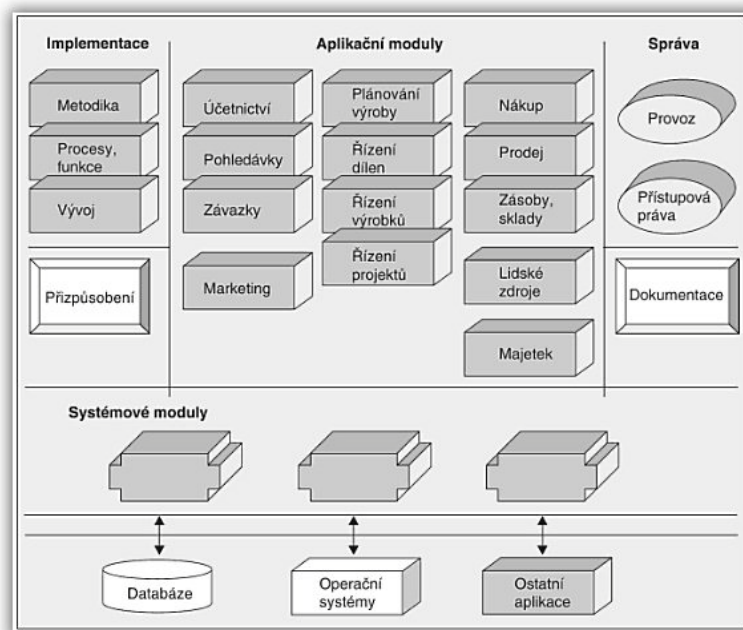 Implementace
Aplikační moduly
Správa
Metodika
Procesy,
funkce
Vývoj
Přizpůsobení
Účetnictví
Pohledávky
Závazky
Marketing
Plánování
výroby
Řízení
dílen
Řízení
výrobků
Řízení
projektů
Nákup
Prodej
Zásoby,
sklady
Lidské
zdroje
Majetek
Provoz
Přístupová
práva
Dokumentace
Systémové moduly
Databáze
Operační
systémy
Ostatní
aplikace